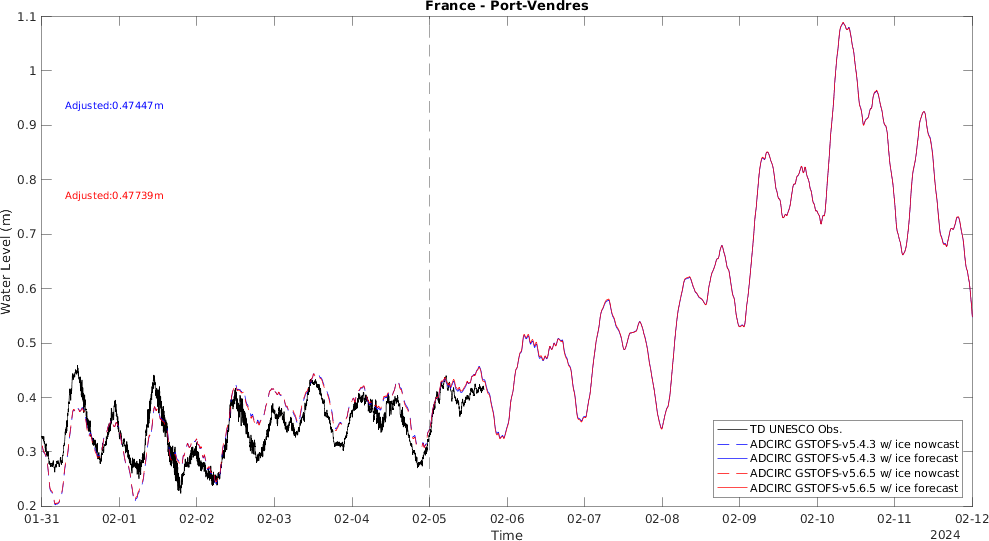 France - Port-Vendres
1.1
1
0.9
0.8
0.7
0.6
0.5
0.4
0.3
0.2
Water Level (m)
Adjusted:0.47447m
Adjusted:0.47739m
TD UNESCO Obs.
ADCIRC GSTOFS-v5.4.3 w/ ice nowcast
ADCIRC GSTOFS-v5.4.3 w/ ice forecast
ADCIRC GSTOFS-v5.6.5 w/ ice nowcast
ADCIRC GSTOFS-v5.6.5 w/ ice forecast
01-31 02-01 02-02 02-03 02-04 02-05 02-06 02-07 02-08 02-09 02-10 02-11 02-12
Time
2024